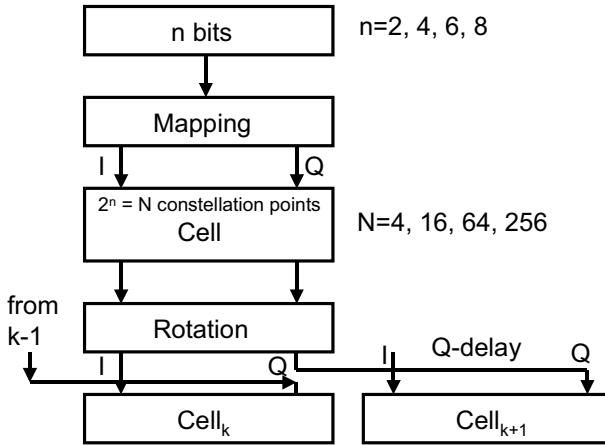 n bits
n=2, 4, 6, 8
Mapping
I
Q
2ⁿ = N constellation points
Cell
N=4, 16, 64, 256
from
k-1
Rotation
I
Q
I
Q-delay
Q
Cellₖ
Cellₖ₊₁